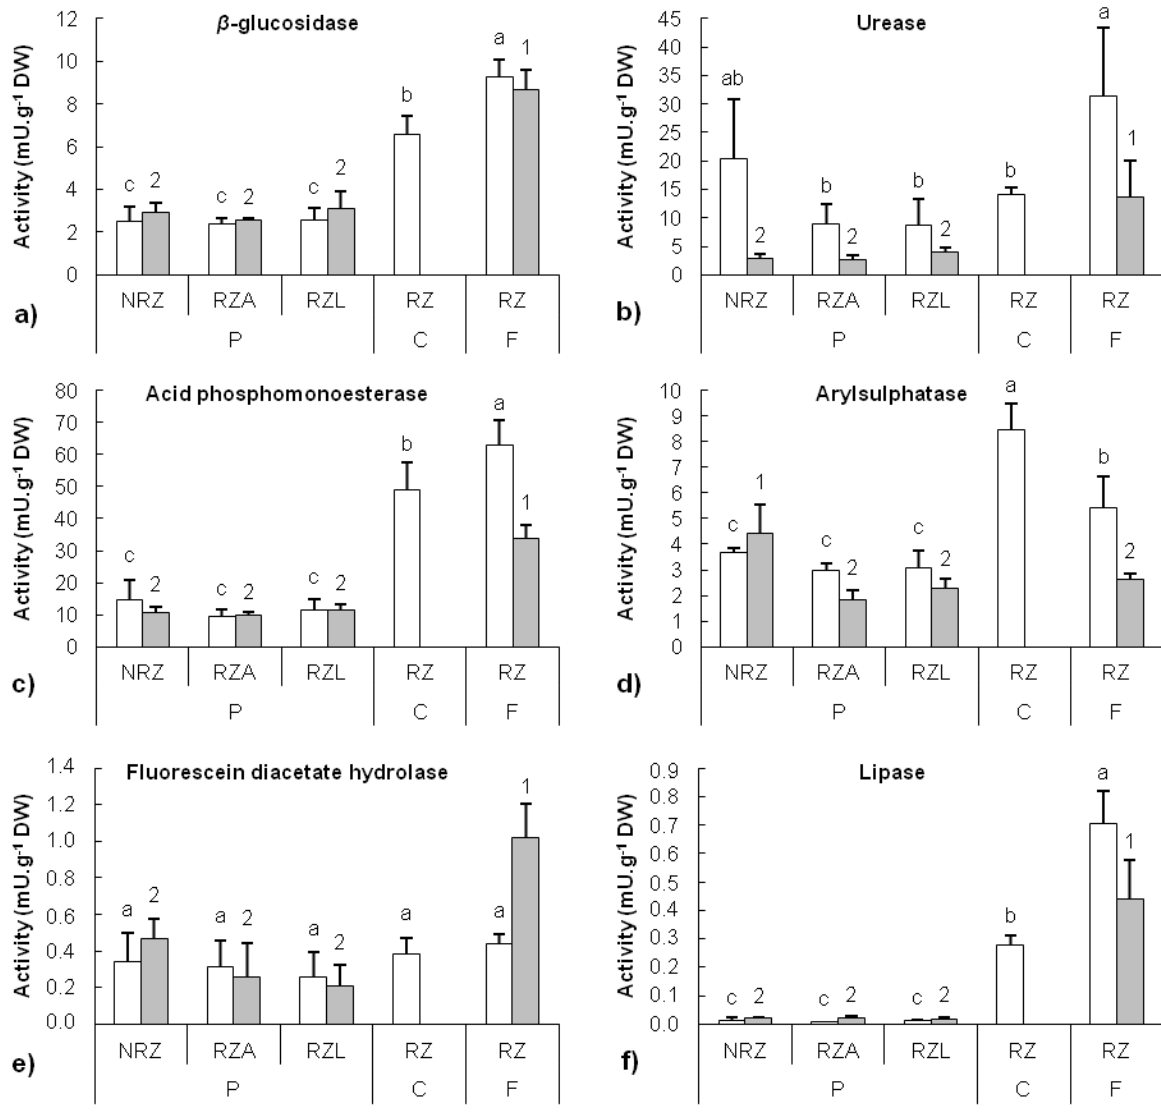 β-glucosidase
Activity (mU.g⁻¹ DW)
12
10
8
6
4
2
0
c 2 c 2 c 2 b a 1
NRZ RZA RZL RZ RZ
P C F
a)
Urease
Activity (mU.g⁻¹ DW)
45
40
35
30
25
20
15
10
5
0
ab 2 b 2 b 2 b a 1
NRZ RZA RZL RZ RZ
P C F
b)
Acid phosphomonoesterase
Activity (mU.g⁻¹ DW)
80
70
60
50
40
30
20
10
0
c 2 c 2 c 2 b a 1
NRZ RZA RZL RZ RZ
P C F
c)
Arylsulphatase
Activity (mU.g⁻¹ DW)
10
9
8
7
6
5
4
3
2
1
0
c 1 c 2 c 2 a b 2
NRZ RZA RZL RZ RZ
P C F
d)
Fluorescein diacetate hydrolase
Activity (mU.g⁻¹ DW)
1.4
1.2
1.0
0.8
0.6
0.4
0.2
0.0
a 2 a 2 a 2 a a 1
NRZ RZA RZL RZ RZ
P C F
e)
Lipase
Activity (mU.g⁻¹ DW)
0.9
0.8
0.7
0.6
0.5
0.4
0.3
0.2
0.1
0.0
c 2 c 2 c 2 b a 1
NRZ RZA RZL RZ RZ
P C F
f)